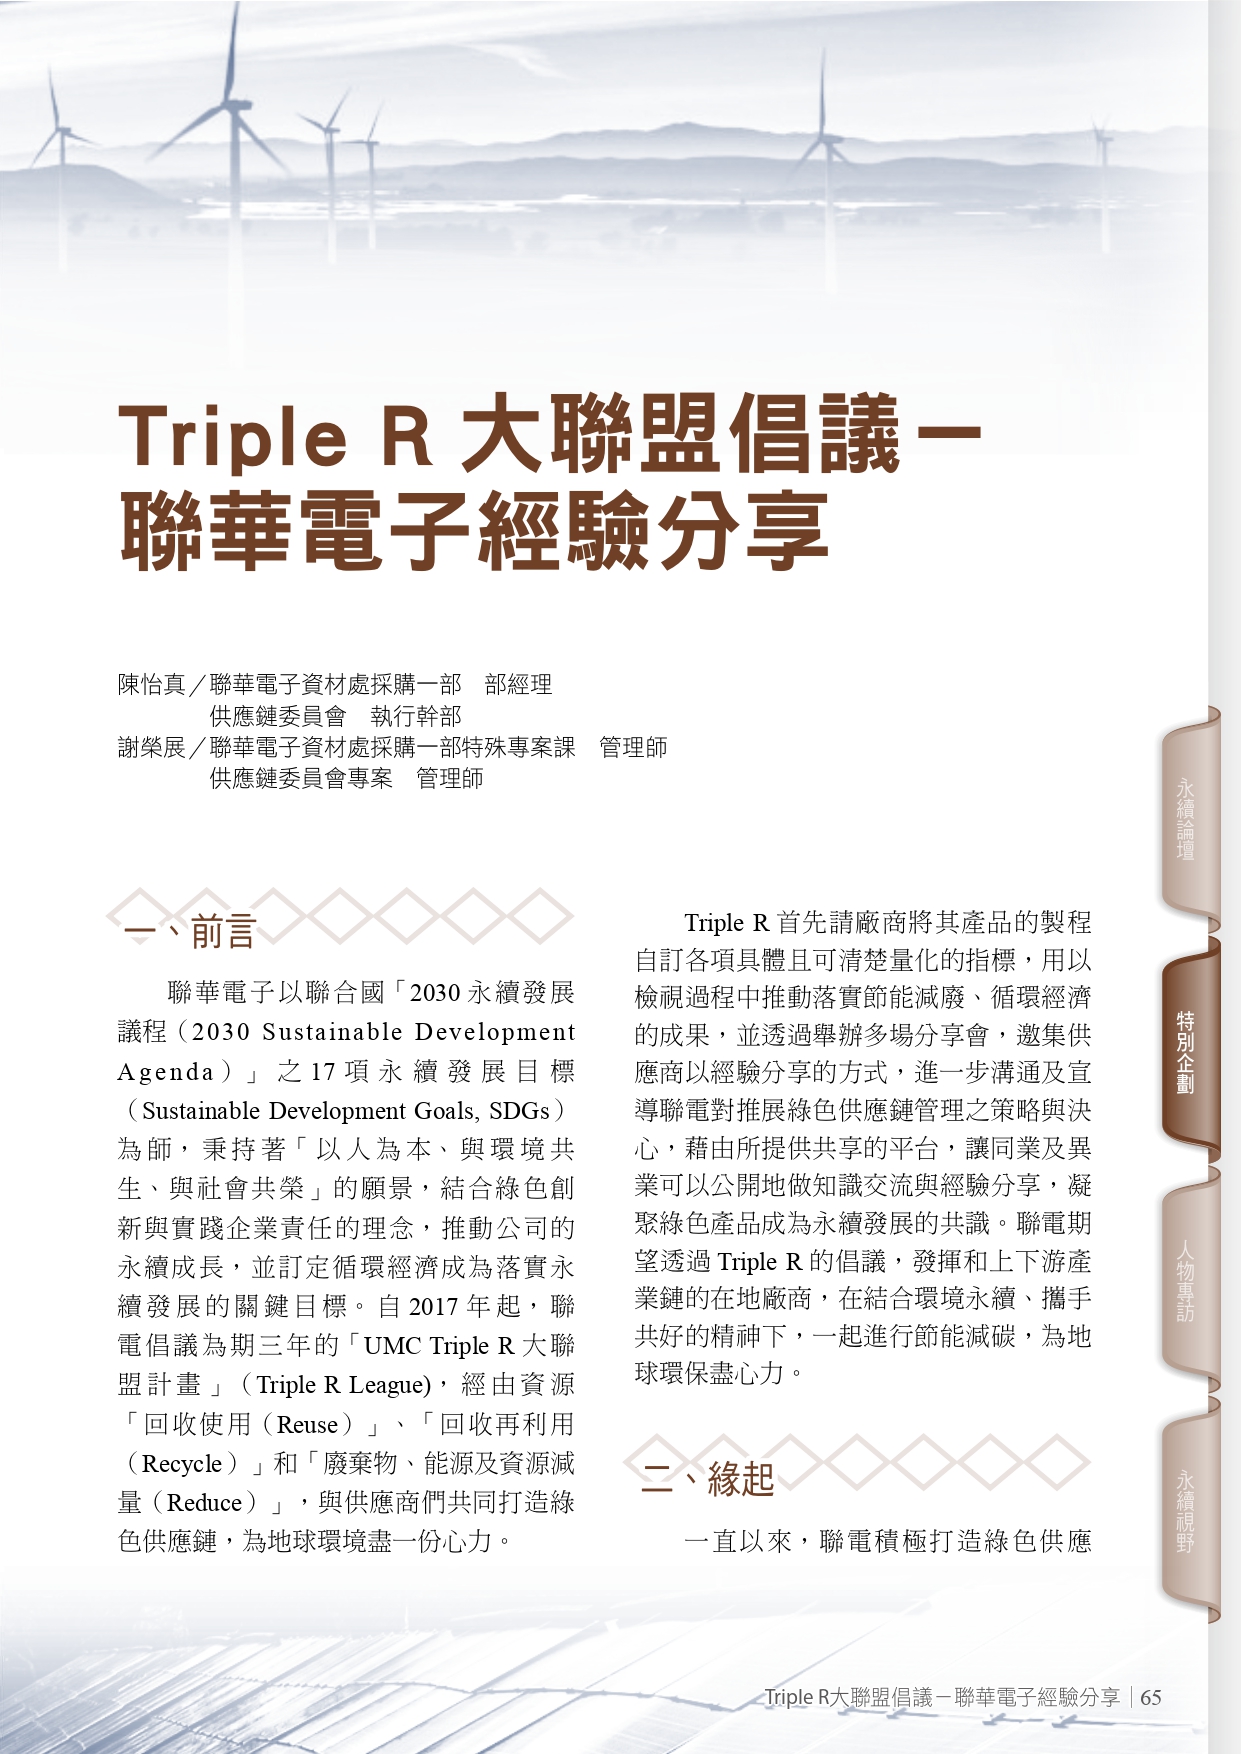 Triple R 大聯盟倡議－
聯華電子經驗分享
陳怡真／聯華電子資材處採購一部　部經理
供應鏈委員會　執行幹部
謝榮展／聯華電子資材處採購一部特殊專案課　管理師
供應鏈委員會專案　管理師
一、前言
聯華電子以聯合國「2030 永續發展
議程（2030 Sustainable Development
Agenda）」之 17 項永續發展目標
（Sustainable Development Goals, SDGs）
為師，秉持著「以人為本、與環境共
生、與社會共榮」的願景，結合綠色創
新與實踐企業責任的理念，推動公司的
永續成長，並訂定循環經濟成為落實永
續發展的關鍵目標。自 2017 年起，聯
電倡議為期三年的「UMC Triple R 大聯
盟計畫」（Triple R League)，經由資源
「回收使用（Reuse）」、「回收再利用
（Recycle）」和「廢棄物、能源及資源減
量（Reduce）」，與供應商們共同打造綠
色供應鏈，為地球環境盡一份心力。
Triple R 首先請廠商將其產品的製程
自訂各項具體且可清楚量化的指標，用以
檢視過程中推動落實節能減廢、循環經濟
的成果，並透過舉辦多場分享會，邀集供
應商以經驗分享的方式，進一步溝通及宣
導聯電對推展綠色供應鏈管理之策略與決
心，藉由所提供共享的平台，讓同業及異
業可以公開地做知識交流與經驗分享，凝
聚綠色產品成為永續發展的共識。聯電期
望透過 Triple R 的倡議，發揮和上下游產
業鏈的在地廠商，在結合環境永續、攜手
共好的精神下，一起進行節能減碳，為地
球環保盡心力。
二、緣起
一直以來，聯電積極打造綠色供應
永續論壇
特別企劃
人物專訪
永續視野
Triple R大聯盟倡議－聯華電子經驗分享｜65